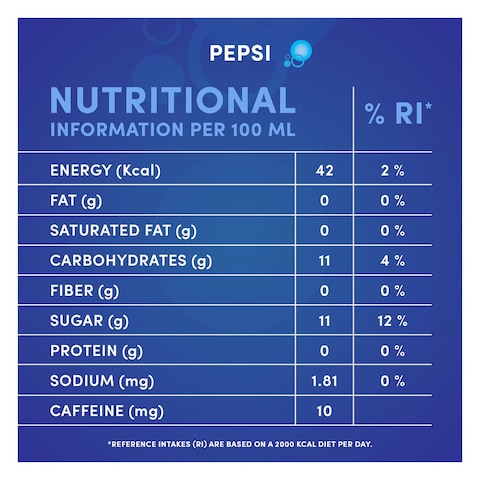 PEPSI
NUTRITIONAL
INFORMATION PER 100 ML
% RI*
ENERGY (Kcal) 42 2 %
FAT (g) 0 0 %
SATURATED FAT (g) 0 0 %
CARBOHYDRATES (g) 11 4 %
FIBER (g) 0 0 %
SUGAR (g) 11 12 %
PROTEIN (g) 0 0 %
SODIUM (mg) 1.81 0 %
CAFFEINE (mg) 10
*REFERENCE INTAKES (RI) ARE BASED ON A 2000 KCAL DIET PER DAY.